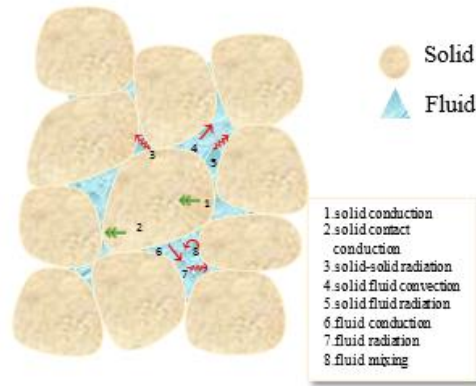 Solid
Fluid
3
4
5
1
2
6
8
7
1.solid conduction
2.solid contact
conduction
3.solid-solid radiation
4.solid fluid convection
5.solid fluid radiation
6.fluid conduction
7.fluid radiation
8.fluid mixing